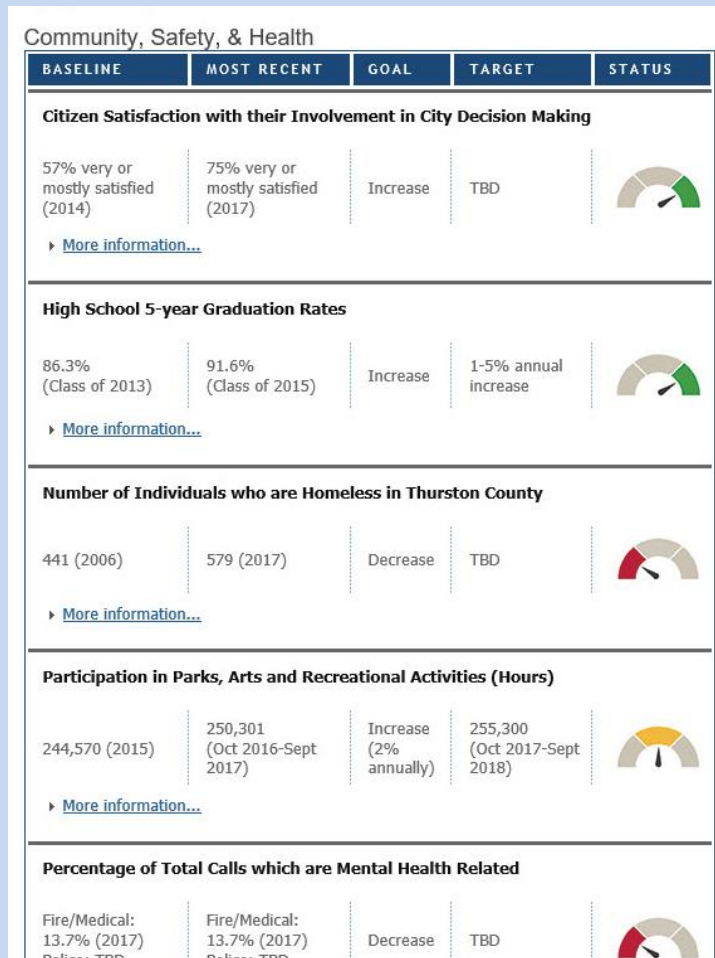 Community, Safety, & Health
BASELINE MOST RECENT GOAL TARGET STATUS
Citizen Satisfaction with their Involvement in City Decision Making
57% very or mostly satisfied (2014)
75% very or mostly satisfied (2017)
Increase
TBD
More information...
High School 5-year Graduation Rates
86.3% (Class of 2013)
91.6% (Class of 2015)
Increase
1-5% annual increase
More information...
Number of Individuals who are Homeless in Thurston County
441 (2006)
579 (2017)
Decrease
TBD
More information...
Participation in Parks, Arts and Recreational Activities (Hours)
244,570 (2015)
250,301 (Oct 2016-Sept 2017)
Increase (2% annually)
255,300 (Oct 2017-Sept 2018)
More information...
Percentage of Total Calls which are Mental Health Related
Fire/Medical: 13.7% (2017)
Police: TBD
Fire/Medical: 13.7% (2017)
Police: TBD
Decrease
TBD